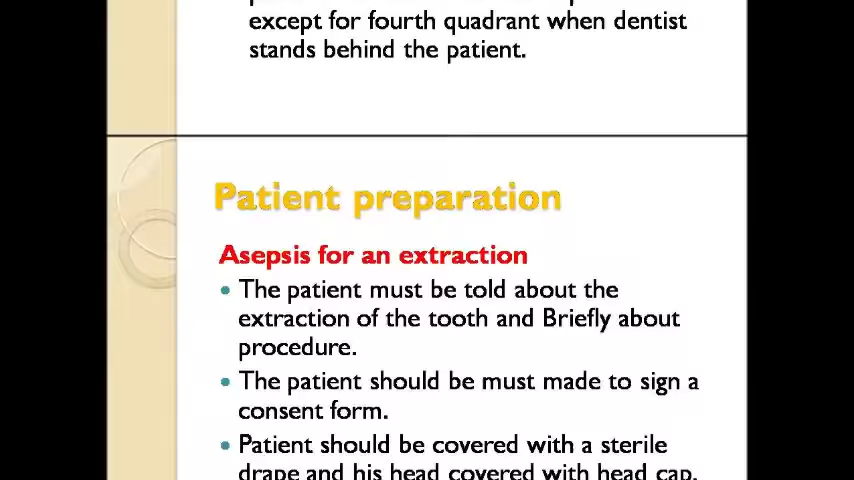 except for fourth quadrant when dentist
stands behind the patient.
Patient preparation
Asepsis for an extraction
• The patient must be told about the
extraction of the tooth and Briefly about
procedure.
• The patient should be must made to sign a
consent form.
• Patient should be covered with a sterile
drape and his head covered with head cap.